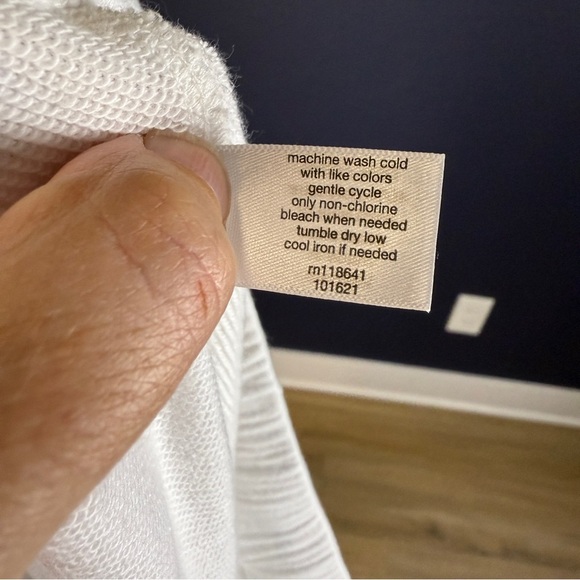 machine wash cold
with like colors
gentle cycle
only non-chlorine
bleach when needed
tumble dry low
cool iron if needed
rn118641
101621